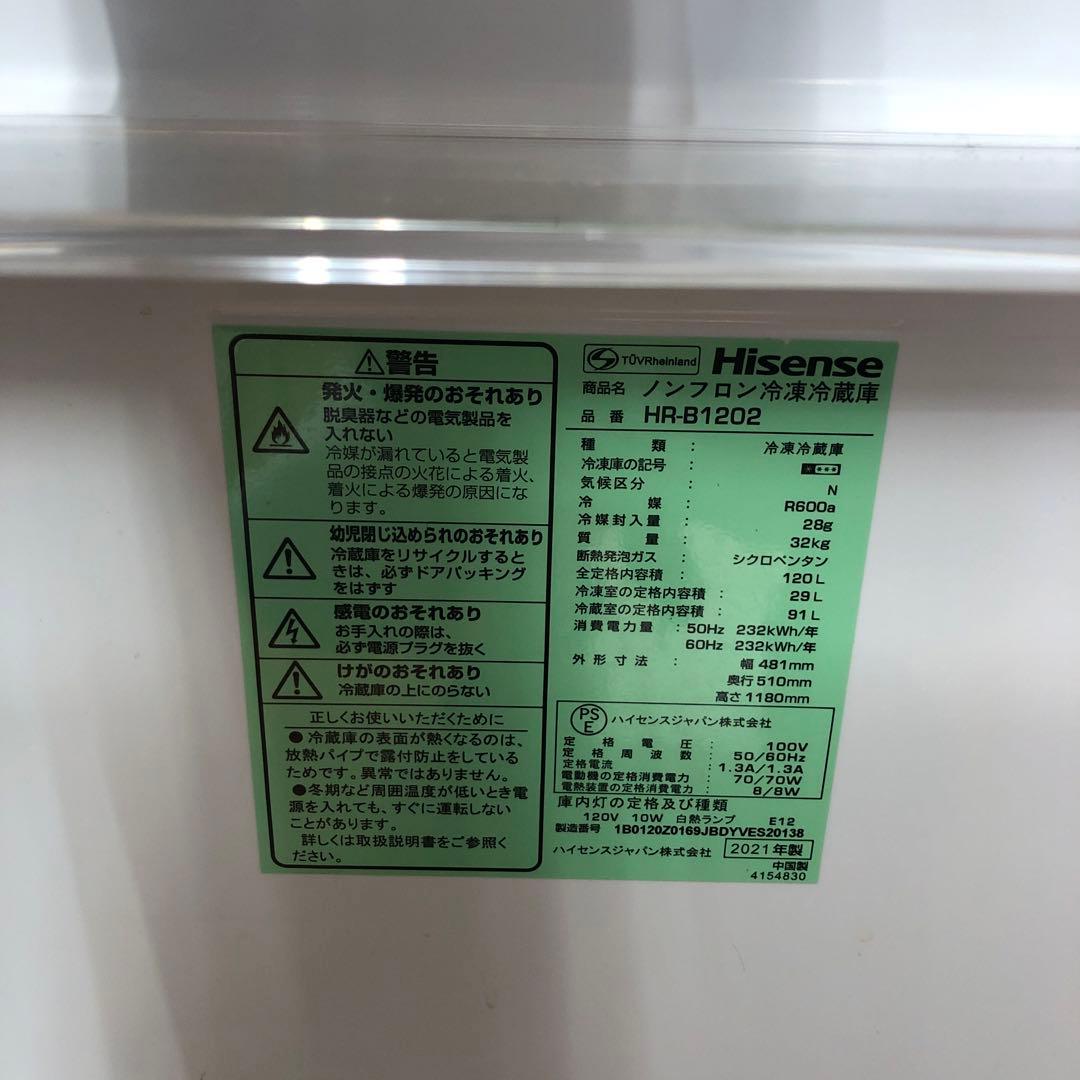 警告
発火・爆発のおそれあり
脱臭器などの電気製品を
入れない
冷媒が漏れていると電気製
品の接点の火花による着火、
着火による爆発の原因にな
ります。
幼児閉じ込められのおそれあり
冷蔵庫をリサイクルすると
きは、必ずドアパッキング
をはずす
感電のおそれあり
お手入れの際は、
必ず電源プラグを抜く
けがのおそれあり
冷蔵庫の上にのらない
正しくお使いいただくために
●冷蔵庫の表面が熱くなるのは、
放熱パイプで露付防止をしている
ためです。異常ではありません。
●冬期など周囲温度が低いとき電
源を入れても、すぐに運転しない
ことがあります。
詳しくは取扱説明書をご参照く
ださい。
TÜVRheinland Hisense
商品名 ノンフロン冷凍冷蔵庫
品番 HR-B1202
種類: 冷凍冷蔵庫
冷凍庫の記号:
気候区分: N
冷媒: R600a
冷媒封入量: 28g
質量: 32kg
断熱発泡ガス: シクロペンタン
全定格内容積: 120L
冷凍室の定格内容積: 29L
冷蔵室の定格内容積: 91L
消費電力量:50Hz 232kWh/年
60Hz 232kWh/年
外形寸法: 幅481mm
奥行510mm
高さ1180mm
PSE ハイセンスジャパン株式会社
定格電圧: 100V
定格周波数: 50/60Hz
定格電流: 1.3A/1.3A
電動機の定格消費電力: 70/70W
電熱装置の定格消費電力: 8/8W
庫内灯の定格及び種類
120V 10W 白熱ランプ E12
製造番号 1B0120Z0169JBDYVES20138
ハイセンスジャパン株式会社 2021年製
中国製
4154830